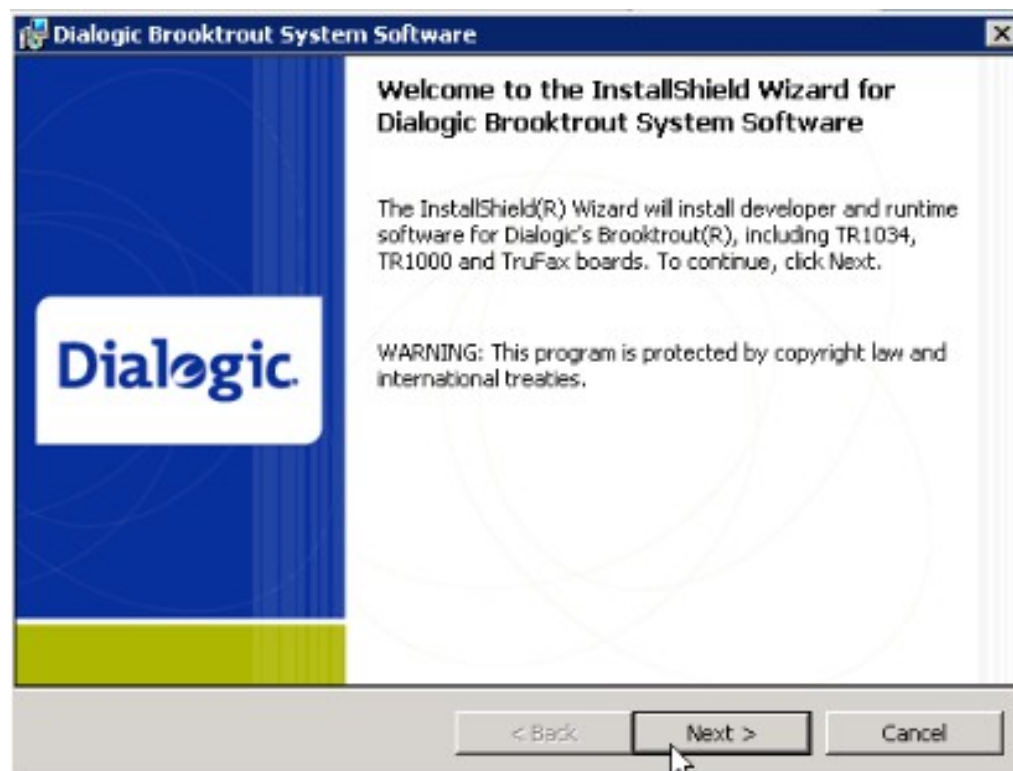 Dialogic Brooktrout System Software
Welcome to the InstallShield Wizard for
Dialogic Brooktrout System Software
The InstallShield(R) Wizard will install developer and runtime
software for Dialogic's Brooktrout(R), including TR1034,
TR1000 and TruFax boards. To continue, click Next.
Dialogic.
WARNING: This program is protected by copyright law and
international treaties.
< Back
Next >
Cancel